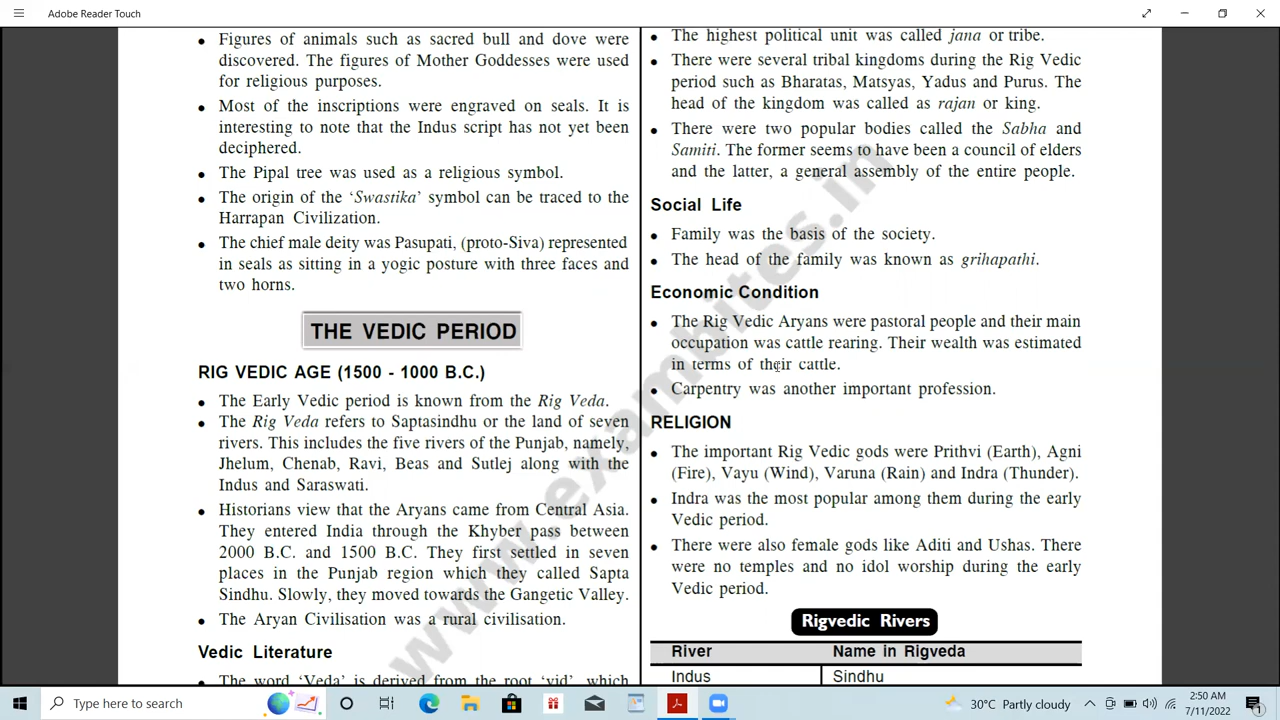 Adobe Reader Touch
• Figures of animals such as sacred bull and dove were
discovered. The figures of Mother Goddesses were used
for religious purposes.
• Most of the inscriptions were engraved on seals. It is
interesting to note that the Indus script has not yet been
deciphered.
• The Pipal tree was used as a religious symbol.
• The origin of the ‘Swastika’ symbol can be traced to the
Harrapan Civilization.
• The chief male deity was Pasupati, (proto-Siva) represented
in seals as sitting in a yogic posture with three faces and
two horns.
THE VEDIC PERIOD
RIG VEDIC AGE (1500 - 1000 B.C.)
• The Early Vedic period is known from the Rig Veda.
• The Rig Veda refers to Saptasindhu or the land of seven
rivers. This includes the five rivers of the Punjab, namely,
Jhelum, Chenab, Ravi, Beas and Sutlej along with the
Indus and Saraswati.
• Historians view that the Aryans came from Central Asia.
They entered India through the Khyber pass between
2000 B.C. and 1500 B.C. They first settled in seven
places in the Punjab region which they called Sapta
Sindhu. Slowly, they moved towards the Gangetic Valley.
• The Aryan Civilisation was a rural civilisation.
Vedic Literature
• The word ‘Veda’ is derived from the root ‘vid’, which
• The highest political unit was called jana or tribe.
• There were several tribal kingdoms during the Rig Vedic
period such as Bharatas, Matsyas, Yadus and Purus. The
head of the kingdom was called as rajan or king.
• There were two popular bodies called the Sabha and
Samiti. The former seems to have been a council of elders
and the latter, a general assembly of the entire people.
Social Life
• Family was the basis of the society.
• The head of the family was known as grihapathi.
Economic Condition
• The Rig Vedic Aryans were pastoral people and their main
occupation was cattle rearing. Their wealth was estimated
in terms of their cattle.
• Carpentry was another important profession.
RELIGION
• The important Rig Vedic gods were Prithvi (Earth), Agni
(Fire), Vayu (Wind), Varuna (Rain) and Indra (Thunder).
• Indra was the most popular among them during the early
Vedic period.
• There were also female gods like Aditi and Ushas. There
were no temples and no idol worship during the early
Vedic period.
Rigvedic Rivers
River Name in Rigveda
Indus Sindhu
www.exambites.in
Type here to search
30°C Partly cloudy
2:50 AM
7/11/2022
1